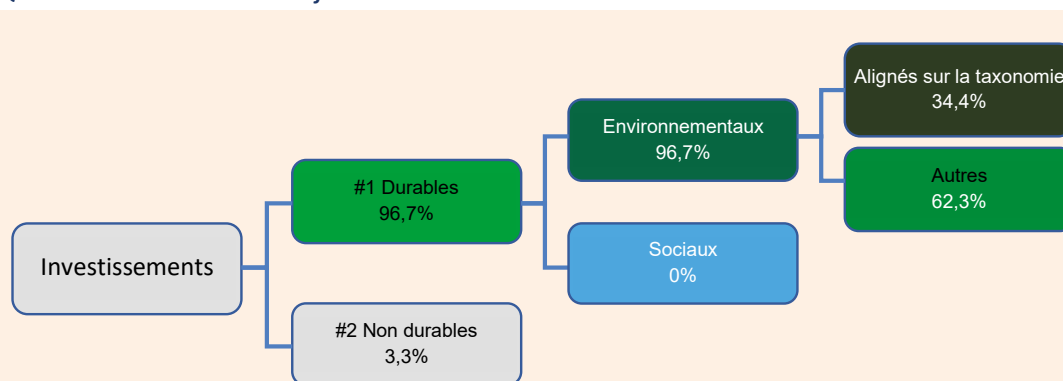 Alignés sur la taxonomie
34,4%
Environnementaux
96,7%
Autres
62,3%
#1 Durables
96,7%
Sociaux
0%
Investissements
#2 Non durables
3,3%